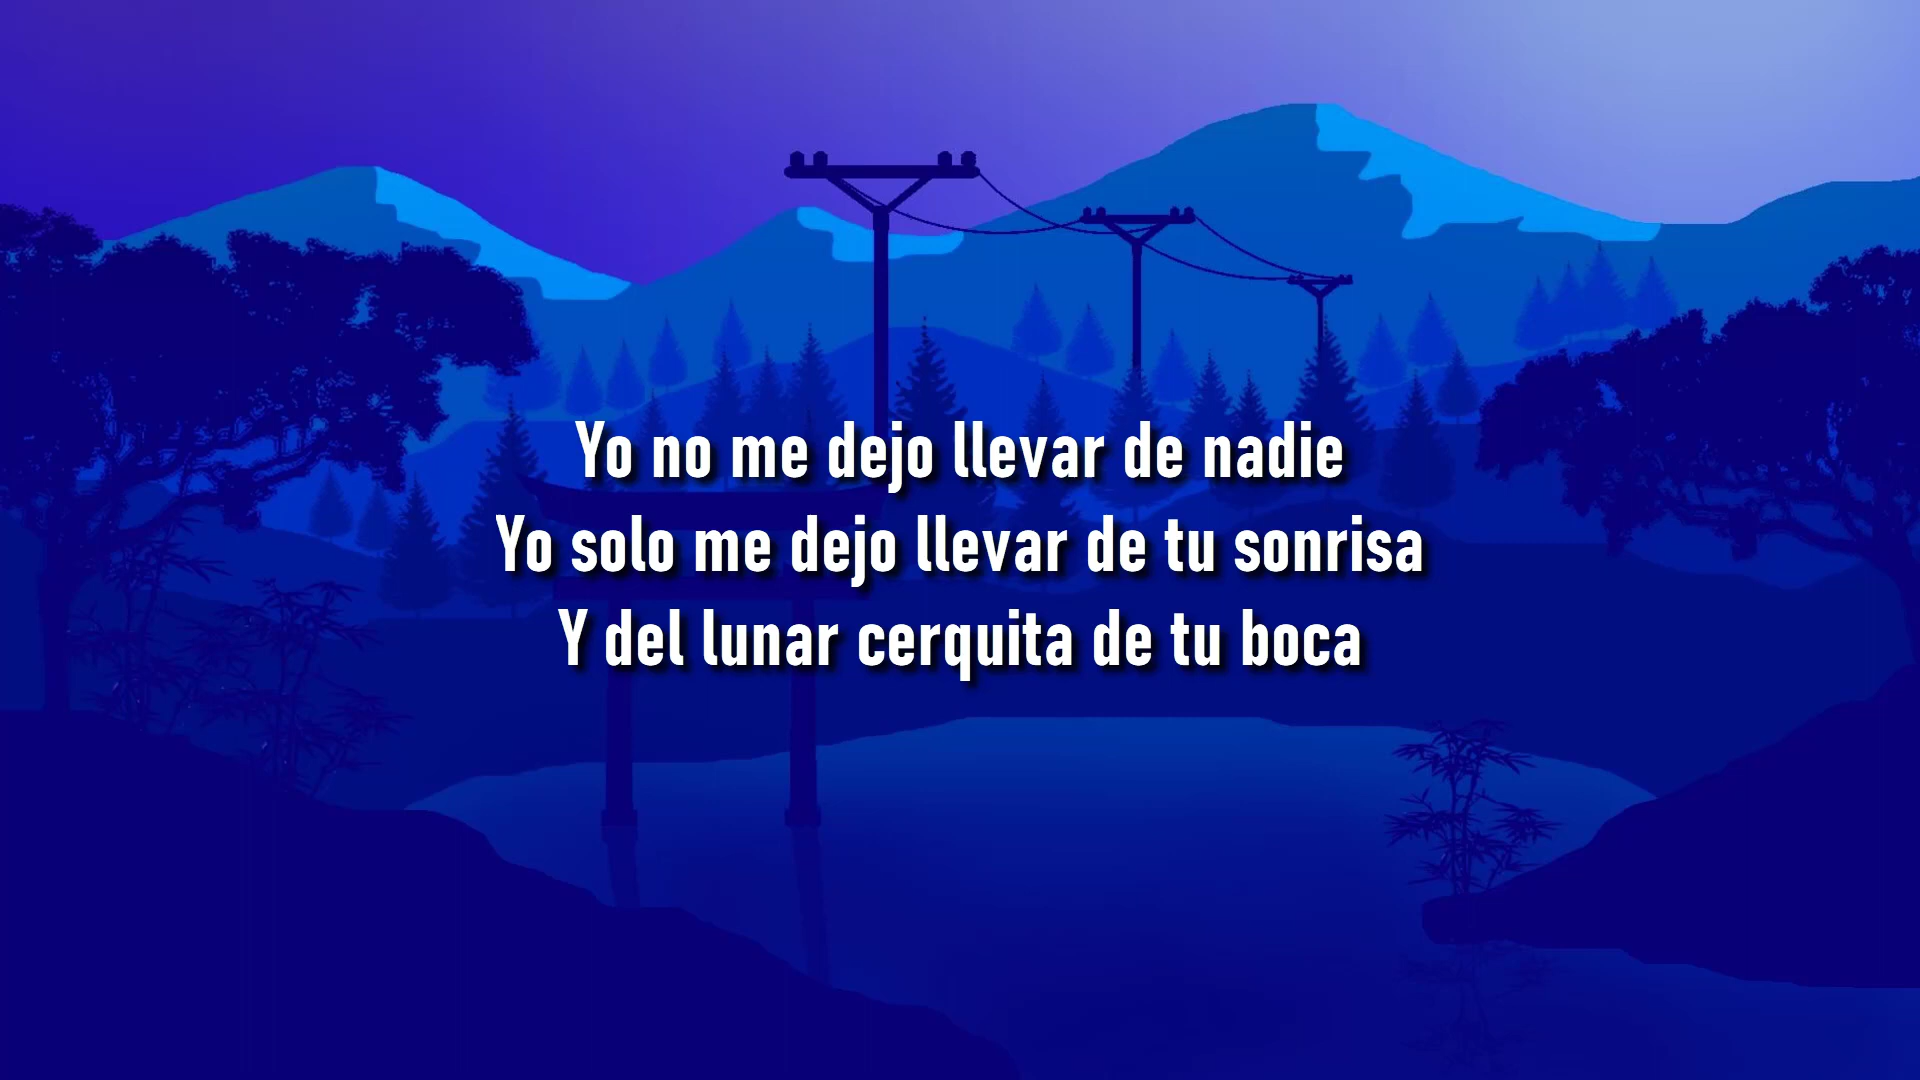 Yo no me dejo llevar de nadie
Yo solo me dejo llevar de tu sonrisa
Y del lunar cerquita de tu boca